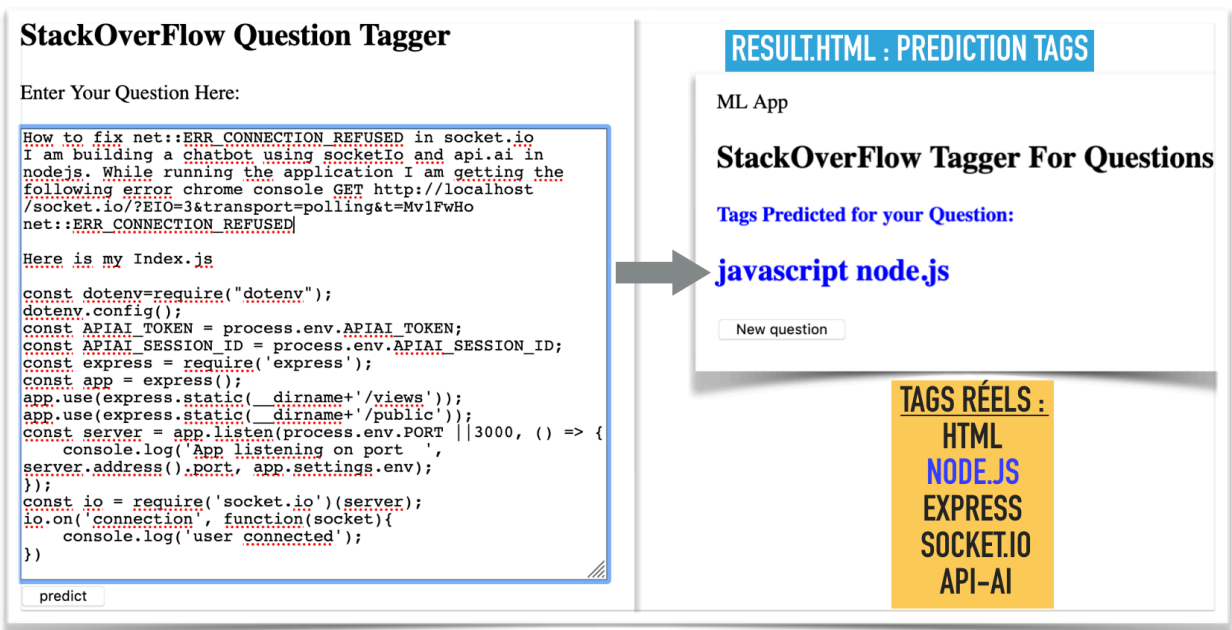 StackOverFlow Question Tagger
Enter Your Question Here:
How to fix net::ERR_CONNECTION_REFUSED in socket.io
I am building a chatbot using socketIo and api.ai in
nodejs. While running the application I am getting the
following error chrome console GET http://localhost
/socket.io/?EIO=3&transport=polling&t=Mv1FwHo
net::ERR_CONNECTION_REFUSED
Here is my Index.js
const dotenv=require("dotenv");
dotenv.config();
const APIAI_TOKEN = process.env.APIAI_TOKEN;
const APIAI_SESSION_ID = process.env.APIAI_SESSION_ID;
const express = require('express');
const app = express();
app.use(express.static(__dirname+'/views'));
app.use(express.static(__dirname+'/public'));
const server = app.listen(process.env.PORT ||3000, () => {
    console.log('App listening on port  ',
server.address().port, app.settings.env);
});
const io = require('socket.io')(server);
io.on('connection', function(socket){
    console.log('user connected');
})
predict
RESULT.HTML : PREDICTION TAGS
ML App
StackOverFlow Tagger For Questions
Tags Predicted for your Question:
javascript node.js
New question
TAGS RÉELS :
HTML
NODE.JS
EXPRESS
SOCKET.IO
API-AI